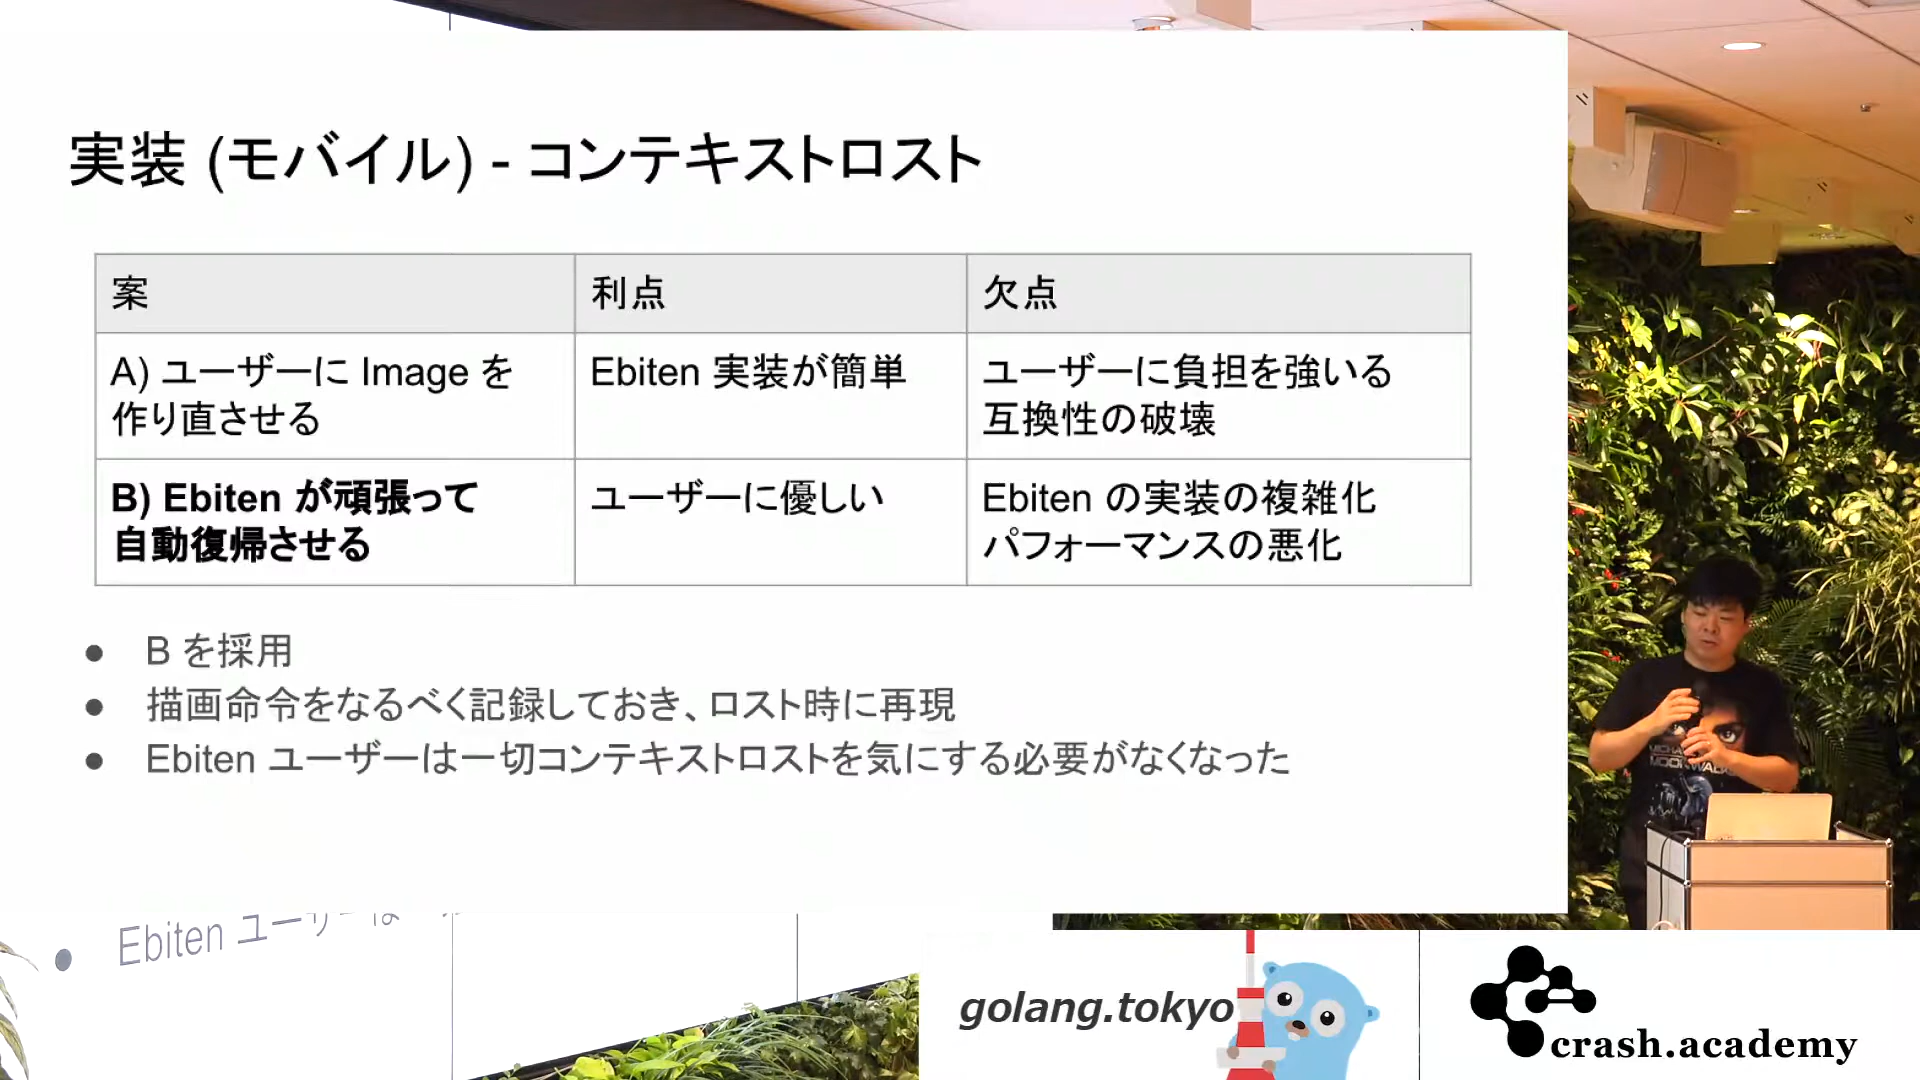 実装 (モバイル) - コンテキストロスト
案
利点
欠点
A) ユーザーに Image を
作り直させる
Ebiten 実装が簡単
ユーザーに負担を強いる
互換性の破壊
B) Ebiten が頑張って
自動復帰させる
ユーザーに優しい
Ebiten の実装の複雑化
パフォーマンスの悪化
● B を採用
● 描画命令をなるべく記録しておき、ロスト時に再現
● Ebiten ユーザーは一切コンテキストロストを気にする必要がなくなった
● Ebiten ユーザーは
golang.tokyo
crash.academy